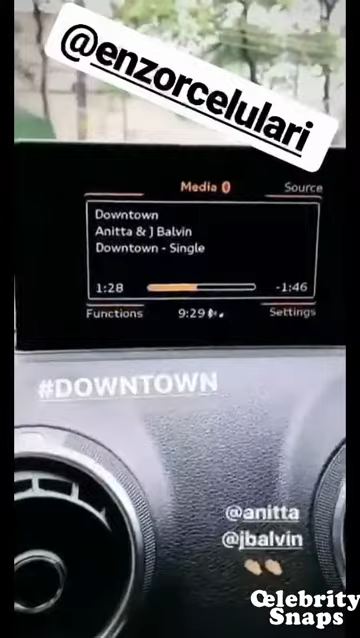 @enzorcelulari
Media
Source
Downtown
Anitta & J Balvin
Downtown - Single
1:28
-1:46
Functions
9:29
Settings
#DOWNTOWN
@anitta
@jbalvin
Celebrity
Snaps